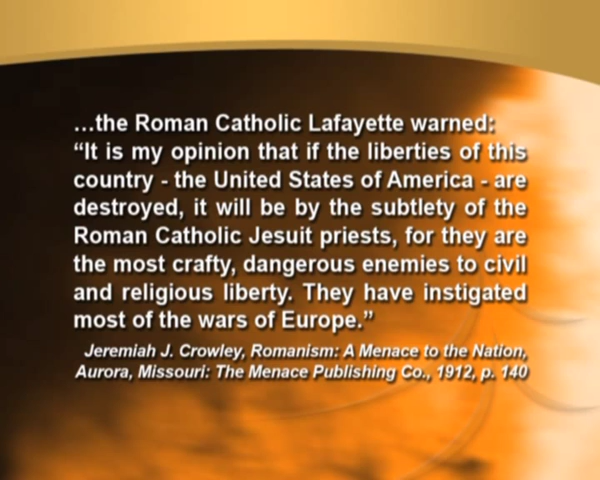 ...the Roman Catholic Lafayette warned:
“It is my opinion that if the liberties of this
country - the United States of America - are
destroyed, it will be by the subtlety of the
Roman Catholic Jesuit priests, for they are
the most crafty, dangerous enemies to civil
and religious liberty. They have instigated
most of the wars of Europe.”
Jeremiah J. Crowley, Romanism: A Menace to the Nation,
Aurora, Missouri: The Menace Publishing Co., 1912, p. 140